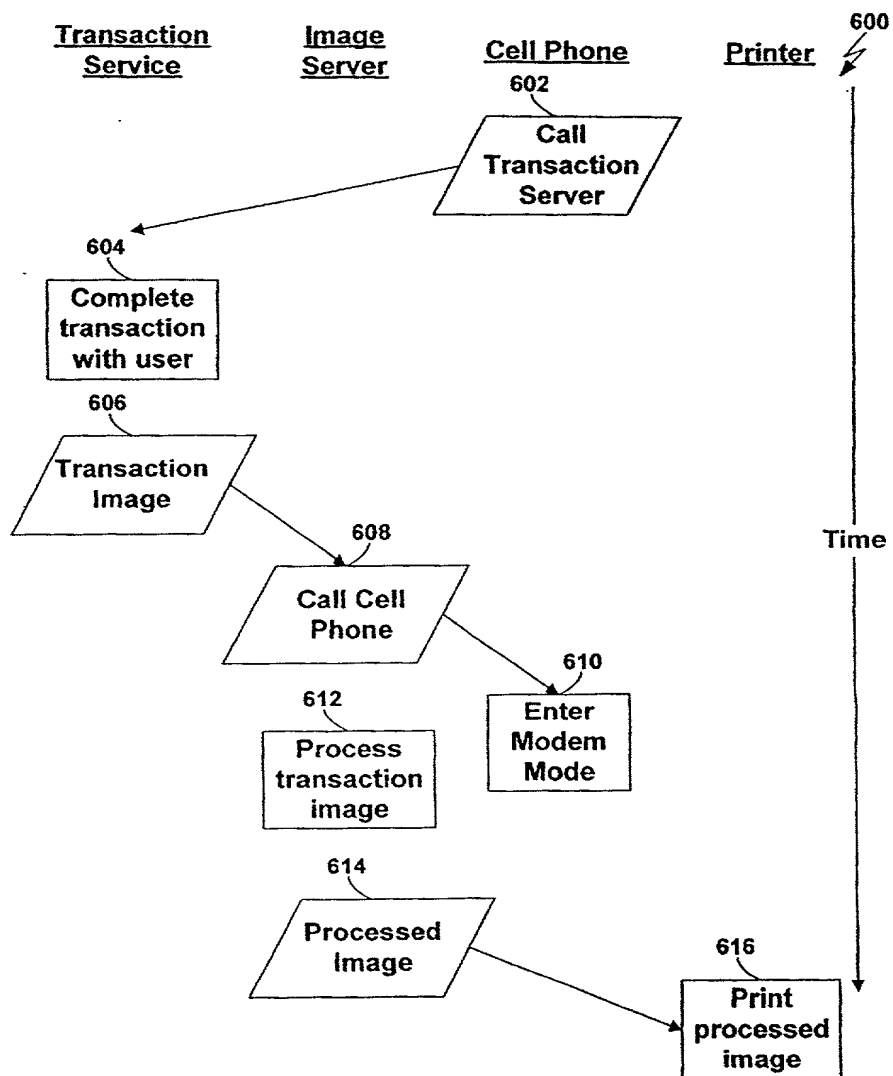 600
Transaction
Service
Image
Server
Cell Phone
Printer
602
Call
Transaction
Server
604
Complete
transaction
with user
606
Transaction
Image
Time
608
Call Cell
Phone
610
Enter
Modem
Mode
612
Process
transaction
image
614
Processed
Image
616
Print
processed
image